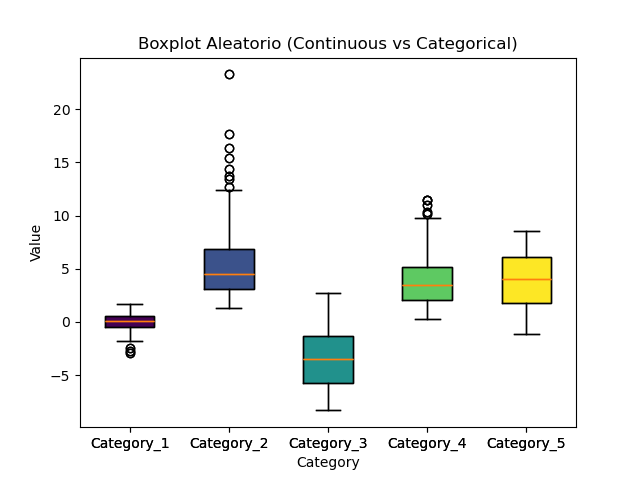 Boxplot Aleatorio (Continuous vs Categorical)
20
15
10
5
0
−5
Value
Category_1 Category_2 Category_3 Category_4 Category_5
Category